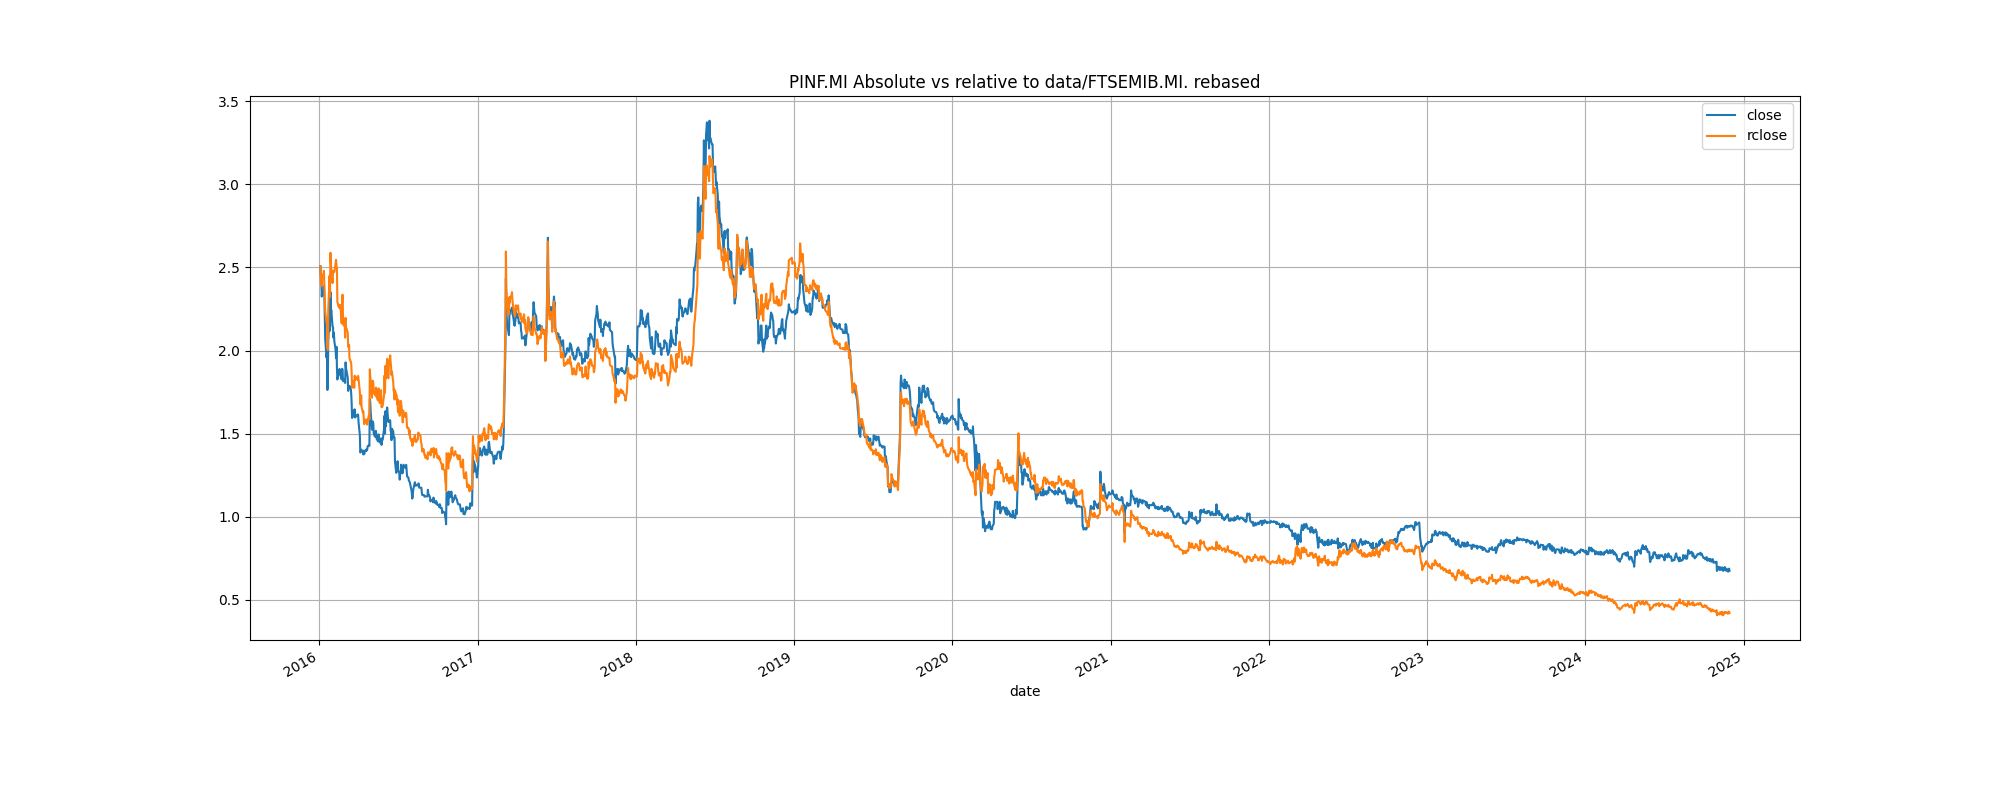 PINF.MI Absolute vs relative to data/FTSEMIB.MI. rebased
close
rclose
3.5
3.0
2.5
2.0
1.5
1.0
0.5
2016 2017 2018 2019 2020 2021 2022 2023 2024 2025
date